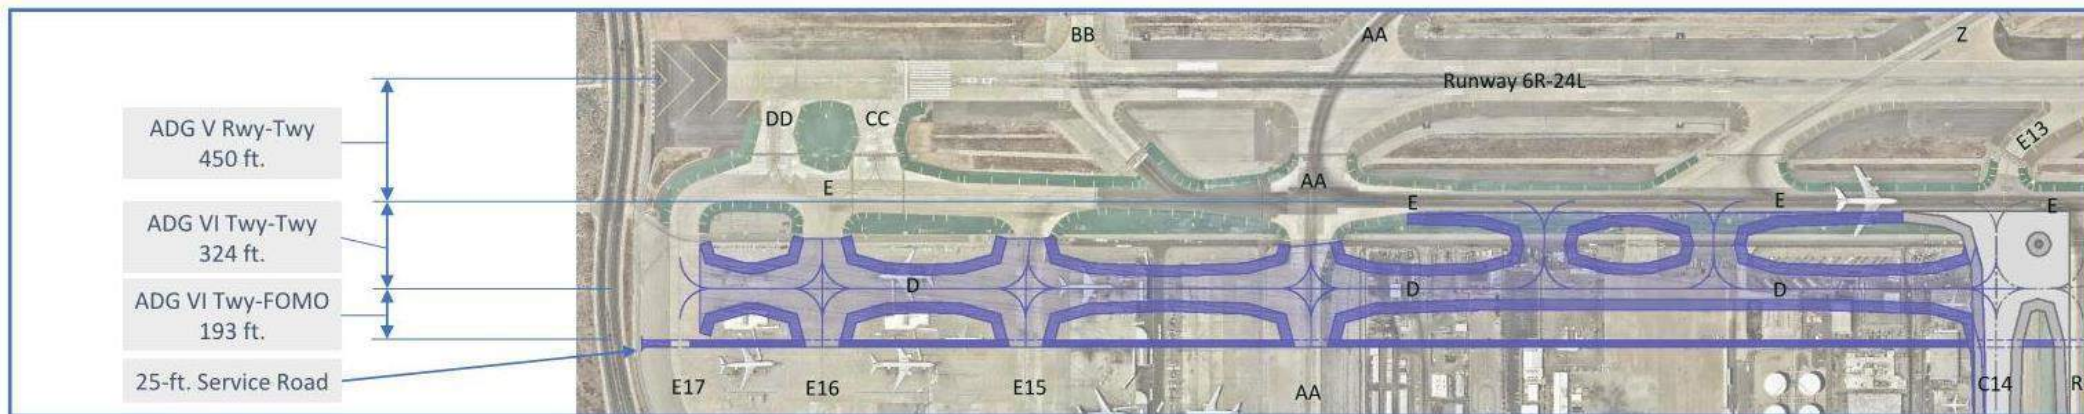 BB
AA
Z
Runway 6R-24L
ADG V Rwy-Twy
450 ft.
DD
CC
E13
E
AA
E
E
E
ADG VI Twy-Twy
324 ft.
D
D
D
ADG VI Twy-FOMO
193 ft.
25-ft. Service Road
E17
E16
E15
AA
C14
R